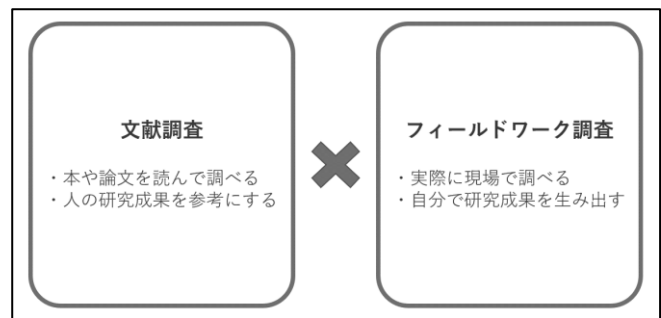 文献調査
・本や論文を読んで調べる
・人の研究成果を参考にする
フィールドワーク調査
・実際に現場で調べる
・自分で研究成果を生み出す